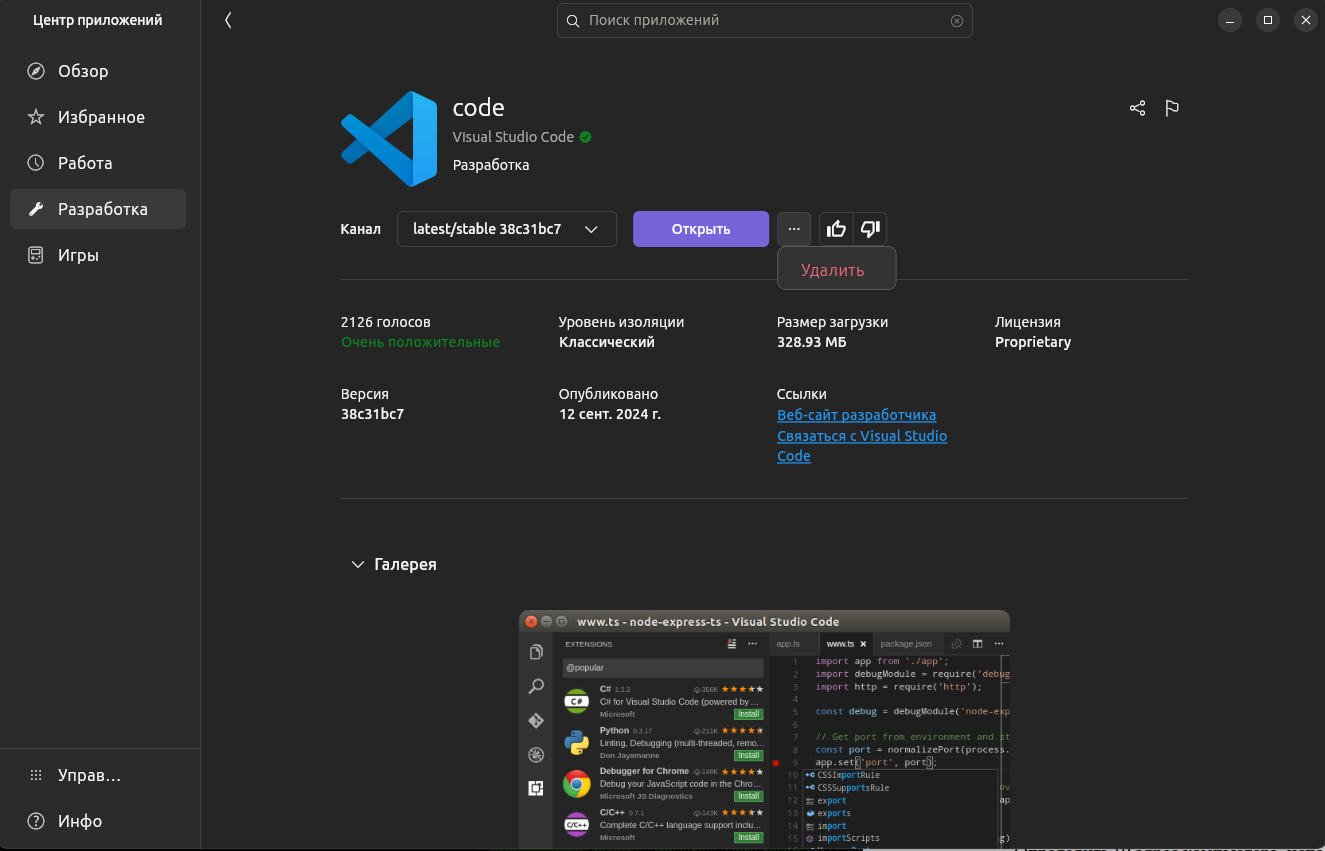 Центр приложений
Поиск приложений
Обзор
Избранное
Работа
Разработка
Игры
Управ...
Инфо
code
Visual Studio Code
Разработка
Канал
latest/stable 38c31bc7
Открыть
...
Удалить
2126 голосов
Очень положительные
Уровень изоляции
Классический
Размер загрузки
328.93 МБ
Лицензия
Proprietary
Версия
38c31bc7
Опубликовано
12 сент. 2024 г.
Ссылки
Веб-сайт разработчика
Связаться с Visual Studio
Code
Галерея
www.ts - node-express-ts - Visual Studio Code
EXTENSIONS
@popular
C# 1.2.2 356K
C# for Visual Studio Code (powered by ...
Microsoft Install
Python 0.3.17 211K
Linting, Debugging (multi-threaded, remo...
Don Jayamanne Install
Debugger for Chrome 148K
Debug your JavaScript code in the Chro...
Microsoft JS Diagnostics Install
C/C++ 0.7.1 143K
Complete C/C++ language support inclu...
Microsoft Install
app.ts www.ts package.json
1 import app from './app';
2 import debugModule = require('debug
3 import http = require('http');
4
5 const debug = debugModule('node-exp
6
7 // Get port from environment and st
8 const port = normalizePort(process.
9 app.set('port', port);
10 CSSImportRule
11 CSSSupportsRule
12 export
13 exports
14 import
15 importScripts